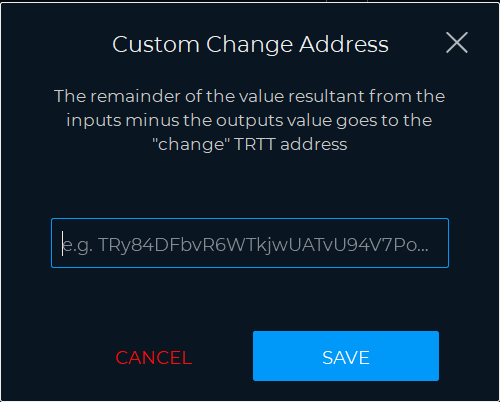 Custom Change Address
The remainder of the value resultant from the
inputs minus the outputs value goes to the
"change" TRTT address
e.g. TRy84DFbvR6WTkjwUATvU94V7Po...
CANCEL
SAVE